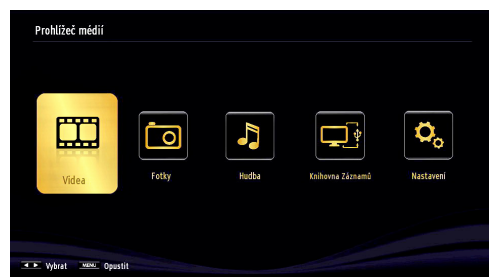 Prohlížeč médií
Videa
Fotky
Hudba
Knihovna Záznamů
Nastavení
Vybrat MENU Opustit